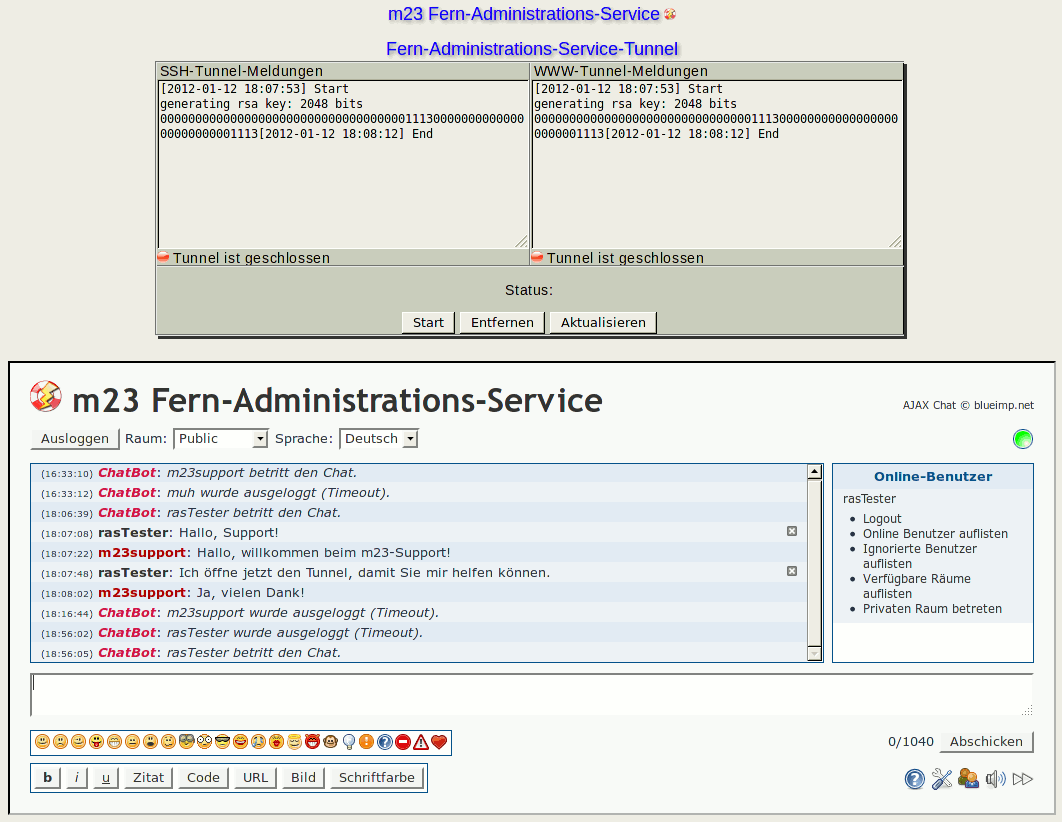 m23 Fern-Administrations-Service
Fern-Administrations-Service-Tunnel
SSH-Tunnel-Meldungen
[2012-01-12 18:07:53] Start
generating rsa key: 2048 bits
Tunnel ist geschlossen
WWW-Tunnel-Meldungen
[2012-01-12 18:07:53] Start
generating rsa key: 2048 bits
0000001113[2012-01-12 18:08:12] End
Tunnel ist geschlossen
Status:
Start Entfernen Aktualisieren
m23 Fern-Administrations-Service
AJAX Chat © blueimp.net
Ausloggen Raum: Public Sprache: Deutsch
(16:33:10) ChatBot: m23support betritt den Chat.
(16:33:12) ChatBot: muh wurde ausgeloggt (Timeout).
(18:06:39) ChatBot: rasTester betritt den Chat.
(18:07:08) rasTester: Hallo, Support!
(18:07:22) m23support: Hallo, willkommen beim m23-Support!
(18:07:48) rasTester: Ich öffne jetzt den Tunnel, damit Sie mir helfen können.
(18:08:02) m23support: Ja, vielen Dank!
(18:16:44) ChatBot: m23support wurde ausgeloggt (Timeout).
(18:56:02) ChatBot: rasTester wurde ausgeloggt (Timeout).
(18:56:05) ChatBot: rasTester betritt den Chat.
Online-Benutzer
rasTester
Logout
Online Benutzer auflisten
Ignorierte Benutzer
auflisten
Verfügbare Räume
auflisten
Privaten Raum betreten
0/1040 Abschicken
b i u Zitat Code URL Bild Schriftfarbe